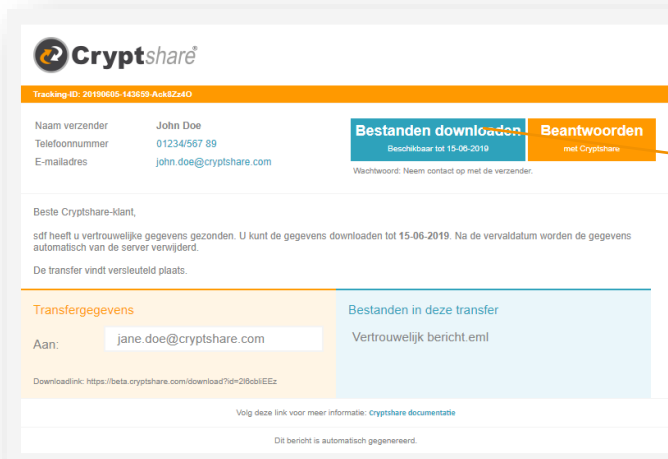 Cryptshare®
Tracking-ID: 20190605-143659-Ack8Zz4O
Naam verzender John Doe
Telefoonnummer 01234/567 89
E-mailadres john.doe@cryptshare.com
Bestanden downloaden
Beschikbaar tot 15-06-2019
Beantwoorden
met Cryptshare
Wachtwoord: Neem contact op met de verzender.
Beste Cryptshare-klant,
sdf heeft u vertrouwelijke gegevens gezonden. U kunt de gegevens downloaden tot 15-06-2019. Na de vervaldatum worden de gegevens
automatisch van de server verwijderd.
De transfer vindt versleuteld plaats.
Transfergegevens
Aan: jane.doe@cryptshare.com
Downloadlink: https://beta.cryptshare.com/download?id=2l6cbliEEz
Bestanden in deze transfer
Vertrouwelijk bericht.eml
Volg deze link voor meer informatie: Cryptshare documentatie
Dit bericht is automatisch gegenereerd.